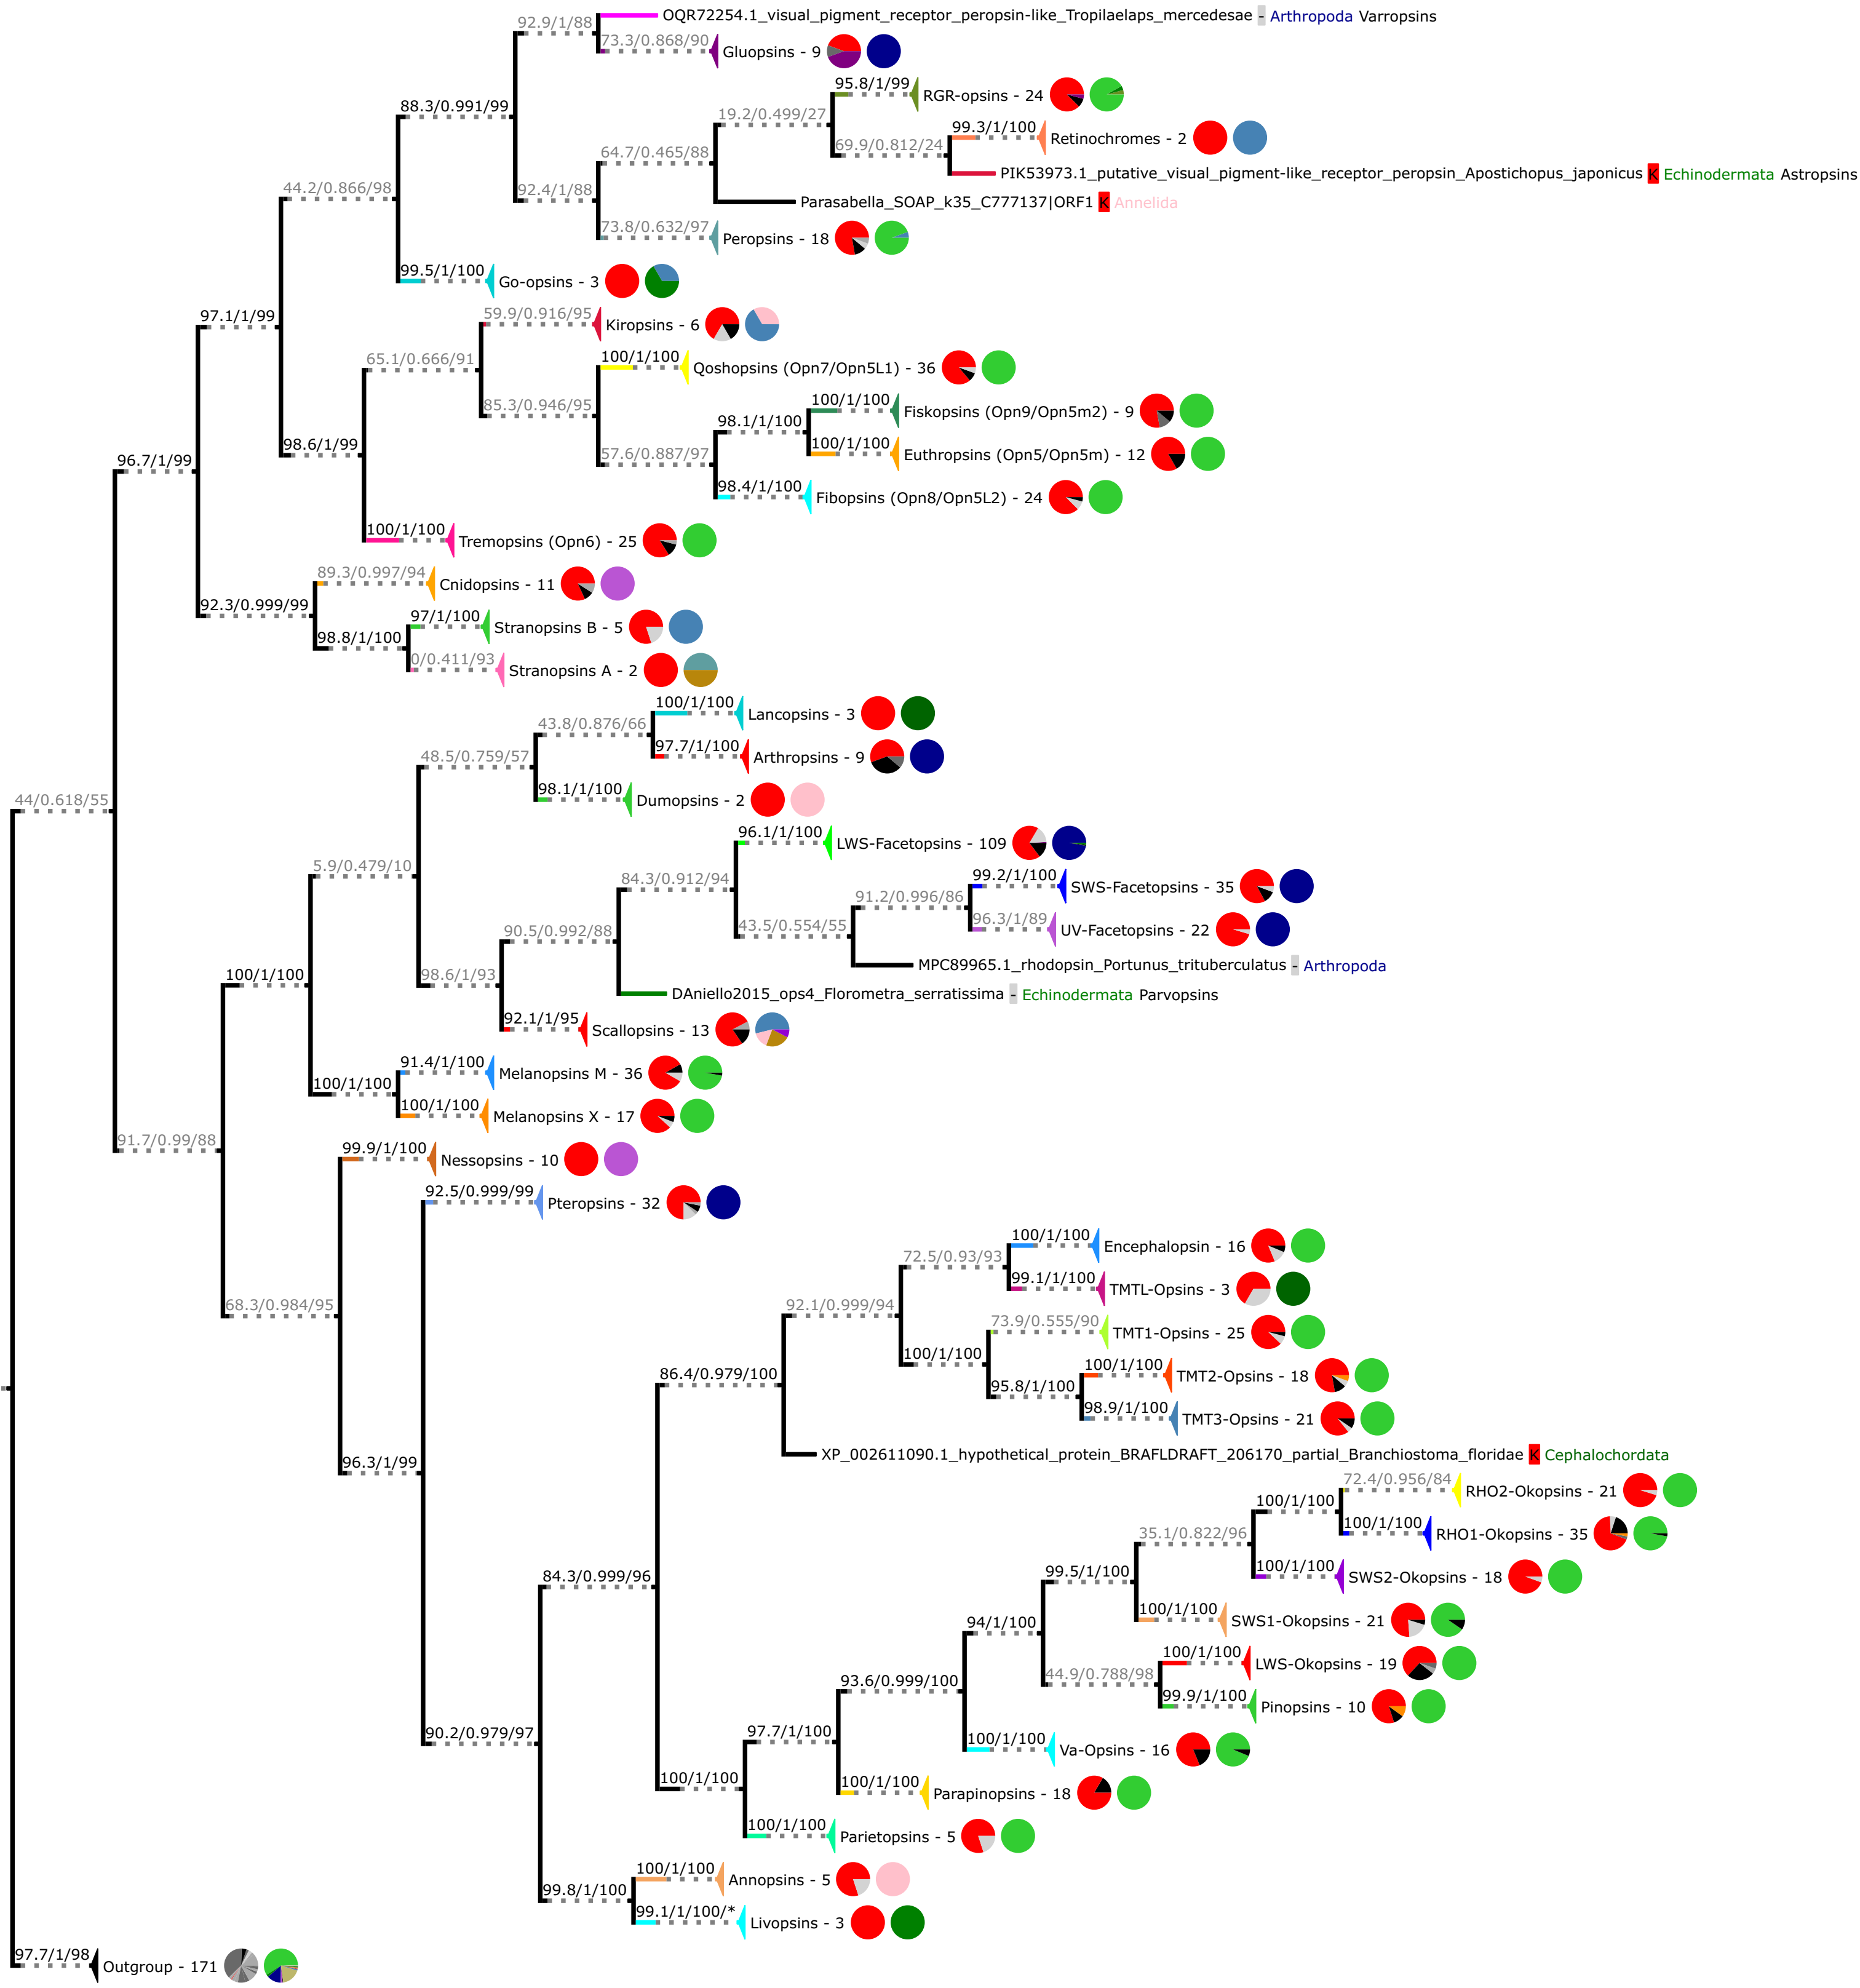 92.9/1/88
OQR72254.1_visual_pigment_receptor_peropsin-like_Tropilaelaps_mercedesae - Arthropoda Varropsins
73.3/0.868/90
Gluopsins - 9
88.3/0.991/99
95.8/1/99
RGR-opsins - 24
19.2/0.499/27
99.3/1/100
Retinochromes - 2
69.9/0.812/24
64.7/0.465/88
PIK53973.1_putative_visual_pigment-like_receptor_peropsin_Apostichopus_japonicus K Echinodermata Astropsins
44.2/0.866/98
92.4/1/88
Parasabella_SOAP_k35_C777137|ORF1 K Annelida
73.8/0.632/97
Peropsins - 18
99.5/1/100
Go-opsins - 3
97.1/1/99
59.9/0.916/95
Kiropsins - 6
65.1/0.666/91
100/1/100
Qoshopsins (Opn7/Opn5L1) - 36
85.3/0.946/95
100/1/100
Fiskopsins (Opn9/Opn5m2) - 9
98.1/1/100
100/1/100
Euthropsins (Opn5/Opn5m) - 12
98.6/1/99
57.6/0.887/97
96.7/1/99
98.4/1/100
Fibopsins (Opn8/Opn5L2) - 24
100/1/100
Tremopsins (Opn6) - 25
89.3/0.997/94
Cnidopsins - 11
92.3/0.999/99
97/1/100
Stranopsins B - 5
98.8/1/100
0/0.411/93
Stranopsins A - 2
100/1/100
Lancopsins - 3
43.8/0.876/66
97.7/1/100
Arthropsins - 9
48.5/0.759/57
98.1/1/100
Dumopsins - 2
44/0.618/55
96.1/1/100
LWS-Facetopsins - 109
5.9/0.479/10
84.3/0.912/94
99.2/1/100
SWS-Facetopsins - 35
91.2/0.996/86
96.3/1/89
UV-Facetopsins - 22
43.5/0.554/55
90.5/0.992/88
MPC89965.1_rhodopsin_Portunus_trituberculatus - Arthropoda
98.6/1/93
100/1/100
DAniello2015_ops4_Florometra_serratissima - Echinodermata Parvopsins
92.1/1/95
Scallopsins - 13
91.4/1/100
Melanopsins M - 36
100/1/100
100/1/100
Melanopsins X - 17
91.7/0.99/88
99.9/1/100
Nessopsins - 10
92.5/0.999/99
Pteropsins - 32
100/1/100
Encephalopsin - 16
72.5/0.93/93
99.1/1/100
TMTL-Opsins - 3
68.3/0.984/95
92.1/0.999/94
73.9/0.555/90
TMT1-Opsins - 25
100/1/100
100/1/100
TMT2-Opsins - 18
86.4/0.979/100
95.8/1/100
98.9/1/100
TMT3-Opsins - 21
XP_002611090.1_hypothetical_protein_BRAFLDRAFT_206170_partial_Branchiostoma_floridae K Cephalochordata
96.3/1/99
72.4/0.956/84
RHO2-Okopsins - 21
100/1/100
100/1/100
RHO1-Okopsins - 35
35.1/0.822/96
100/1/100
SWS2-Okopsins - 18
99.5/1/100
84.3/0.999/96
100/1/100
SWS1-Okopsins - 21
94/1/100
100/1/100
LWS-Okopsins - 19
44.9/0.788/98
93.6/0.999/100
99.9/1/100
Pinopsins - 10
90.2/0.979/97
97.7/1/100
100/1/100
Va-Opsins - 16
100/1/100
100/1/100
Parapinopsins - 18
100/1/100
Parietopsins - 5
100/1/100
Annopsins - 5
99.8/1/100
99.1/1/100/*
Livopsins - 3
97.7/1/98
Outgroup - 171